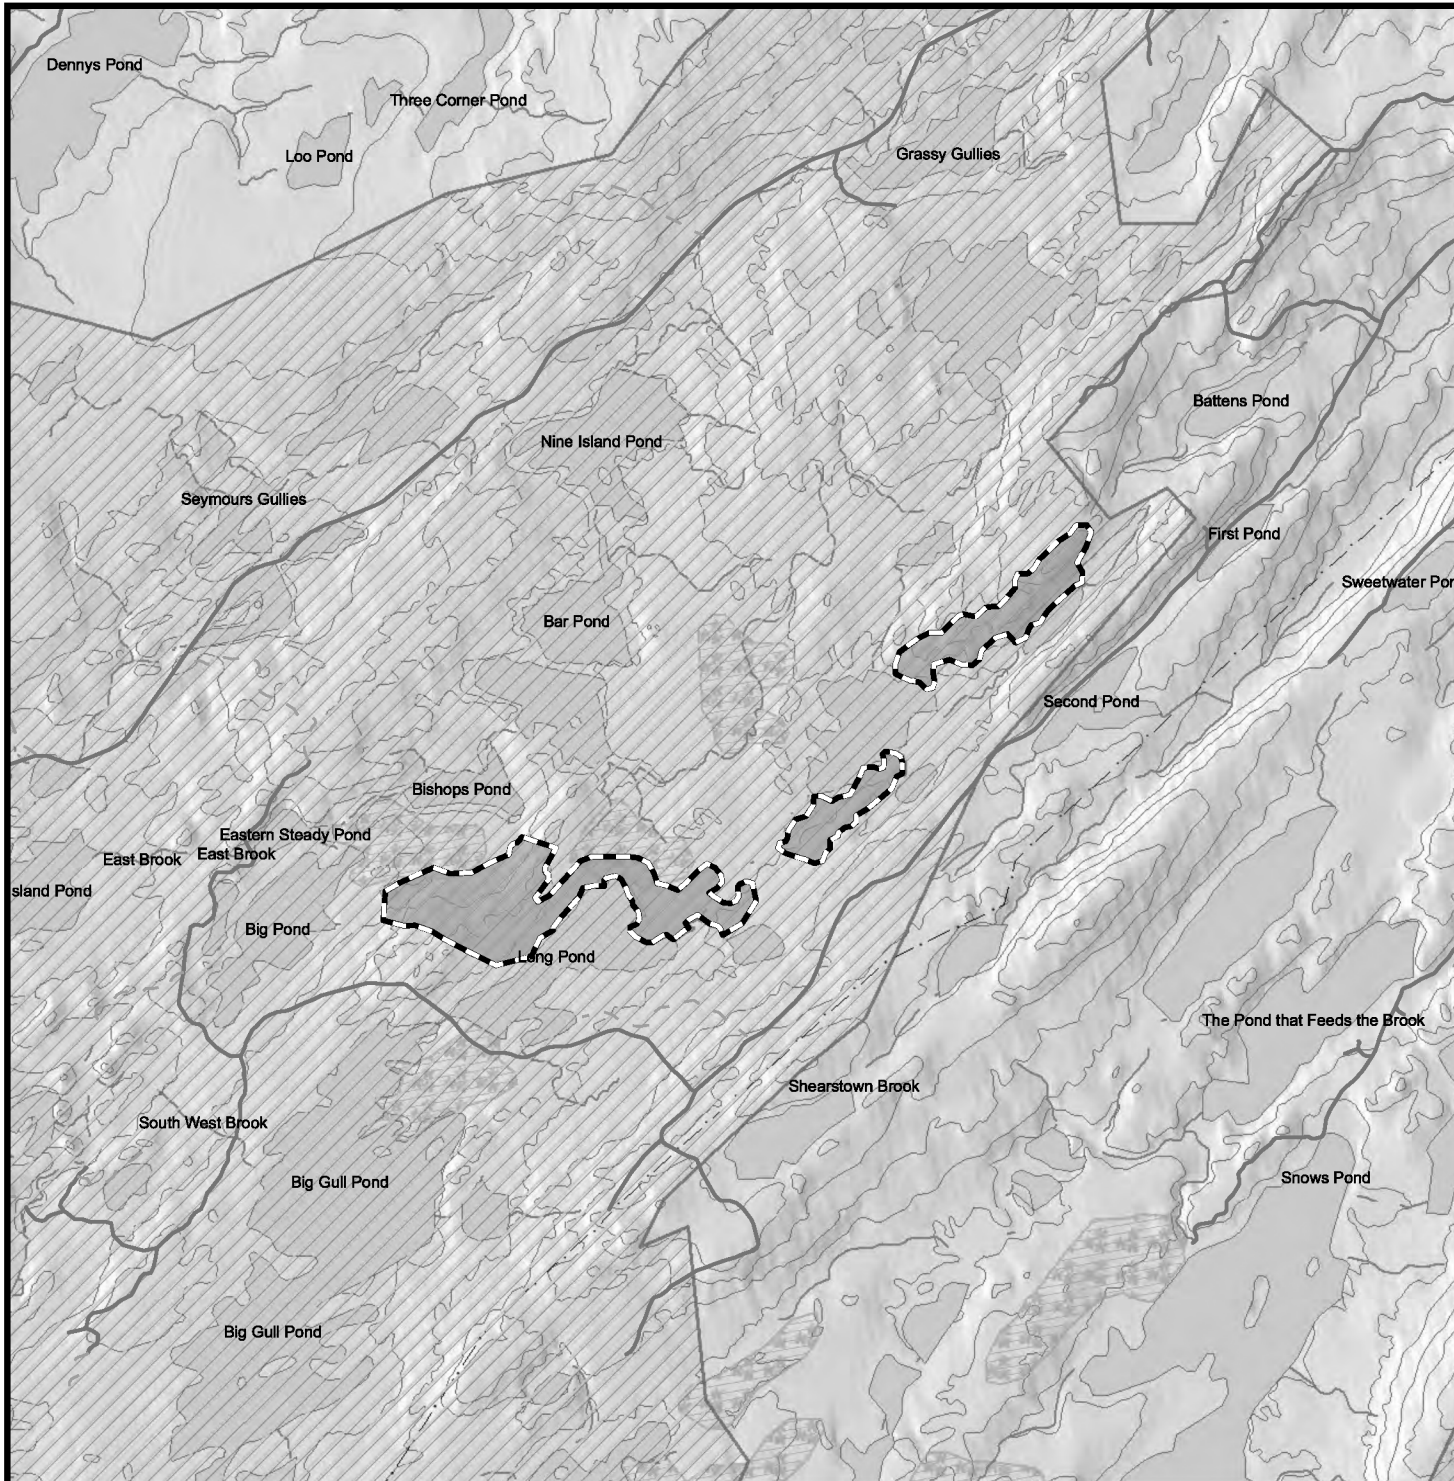 Dennys Pond
Three Corner Pond
Loo Pond
Grassy Gullies
Battens Pond
Nine Island Pond
Seymours Gullies
First Pond
Sweetwater Por
Bar Pond
Second Pond
Bishops Pond
Eastern Steady Pond
East Brook
East Brook
sland Pond
Big Pond
Long Pond
The Pond that Feeds the Brook
Shearstown Brook
South West Brook
Big Gull Pond
Snows Pond
Big Gull Pond